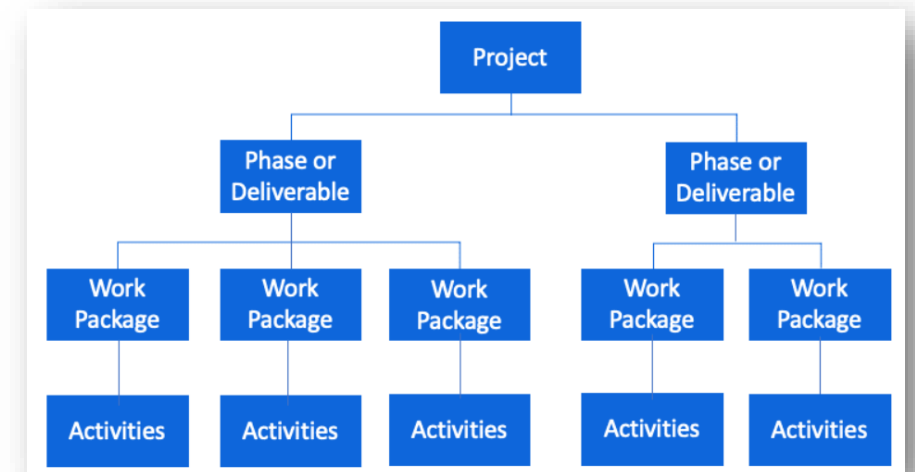 Project
Phase or
Deliverable
Phase or
Deliverable
Work
Package
Work
Package
Work
Package
Work
Package
Work
Package
Activities
Activities
Activities
Activities
Activities